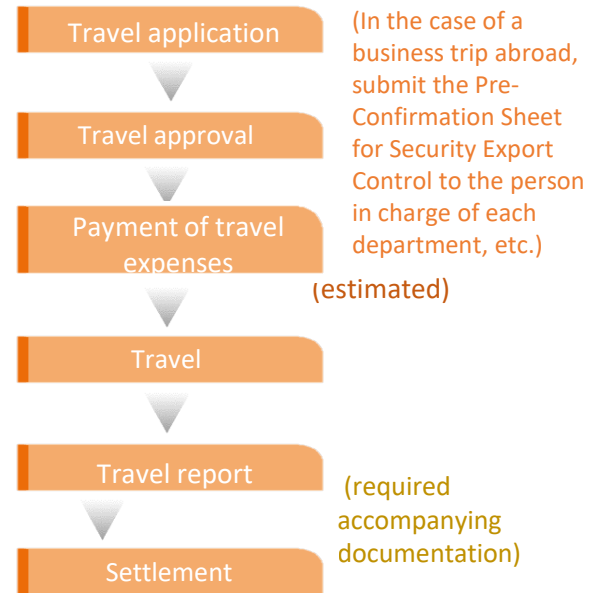 Travel application
(In the case of a
business trip abroad,
submit the Pre-
Confirmation Sheet
for Security Export
Control to the person
in charge of each
department, etc.)
Travel approval
Payment of travel
expenses
(estimated)
Travel
Travel report
(required
accompanying
documentation)
Settlement